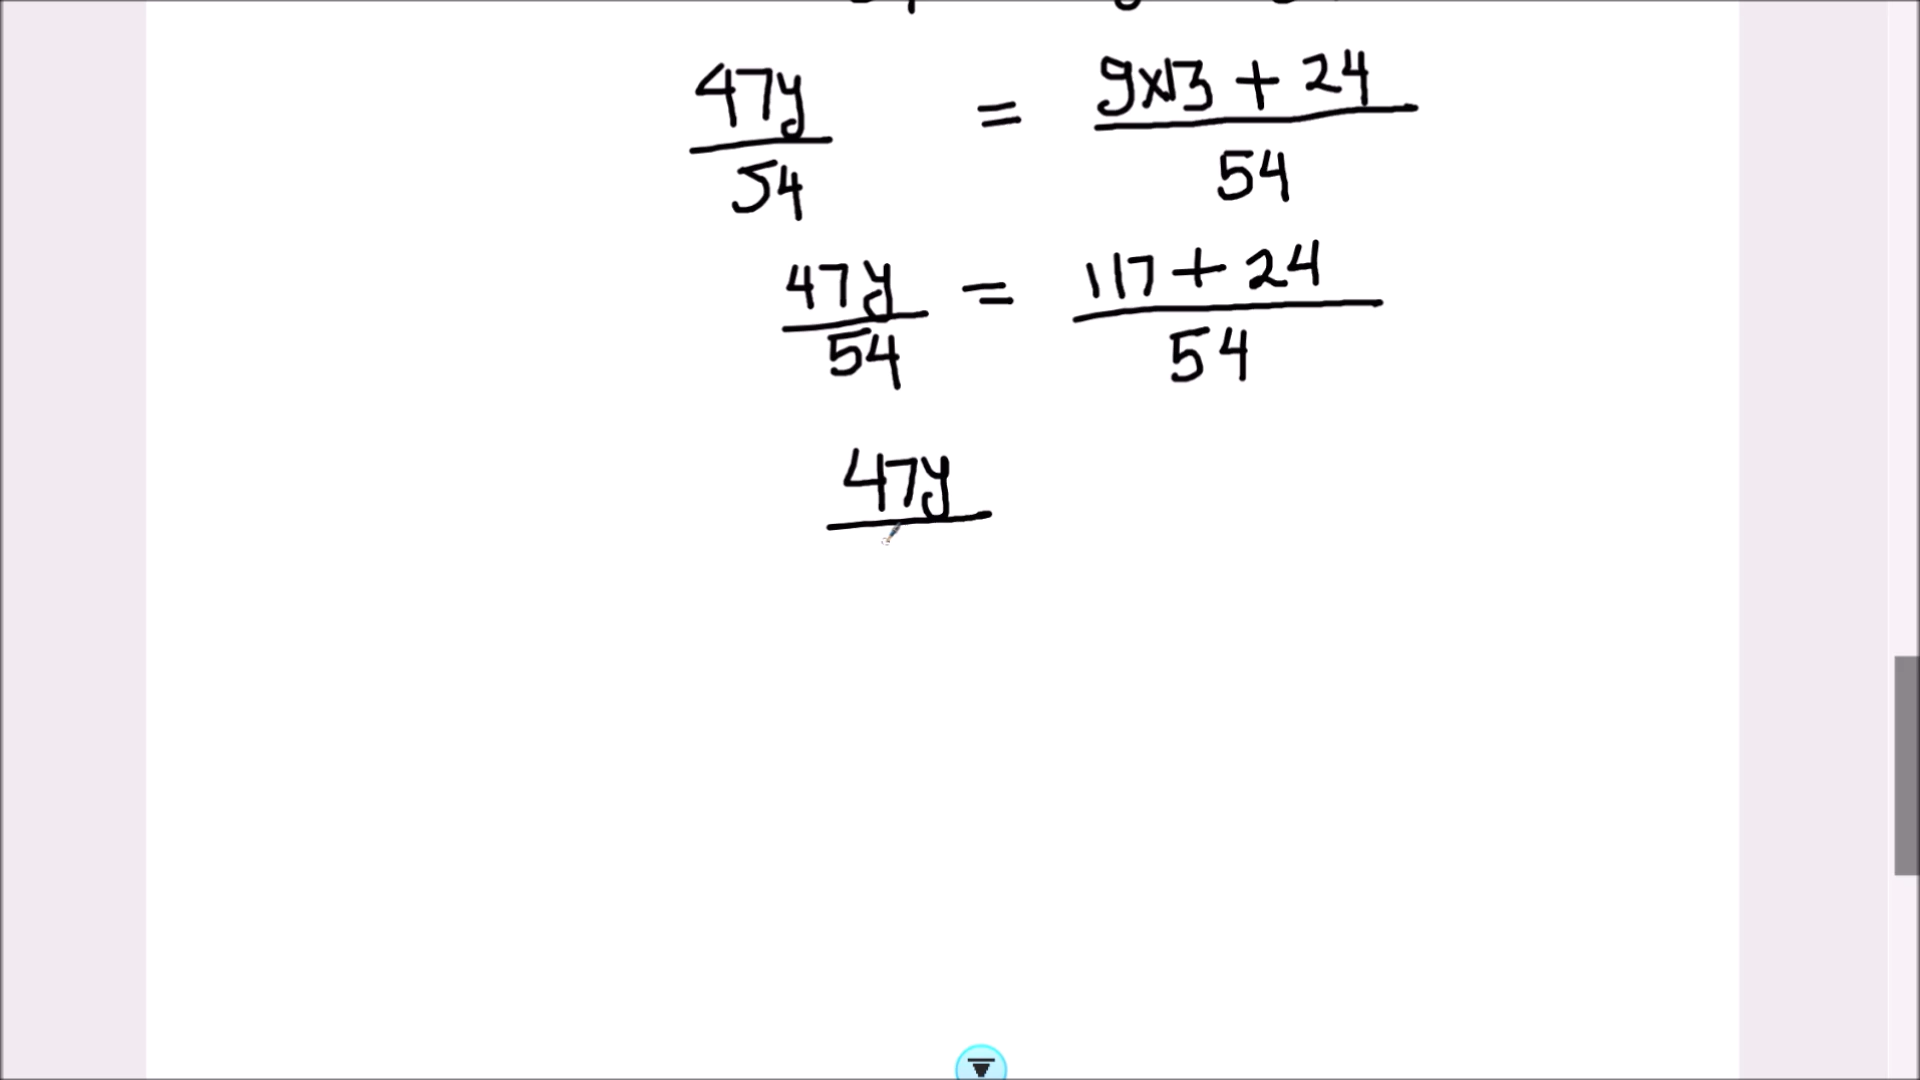 47y/54 = (9x13 + 24)/54
47y/54 = (117 + 24)/54
47y